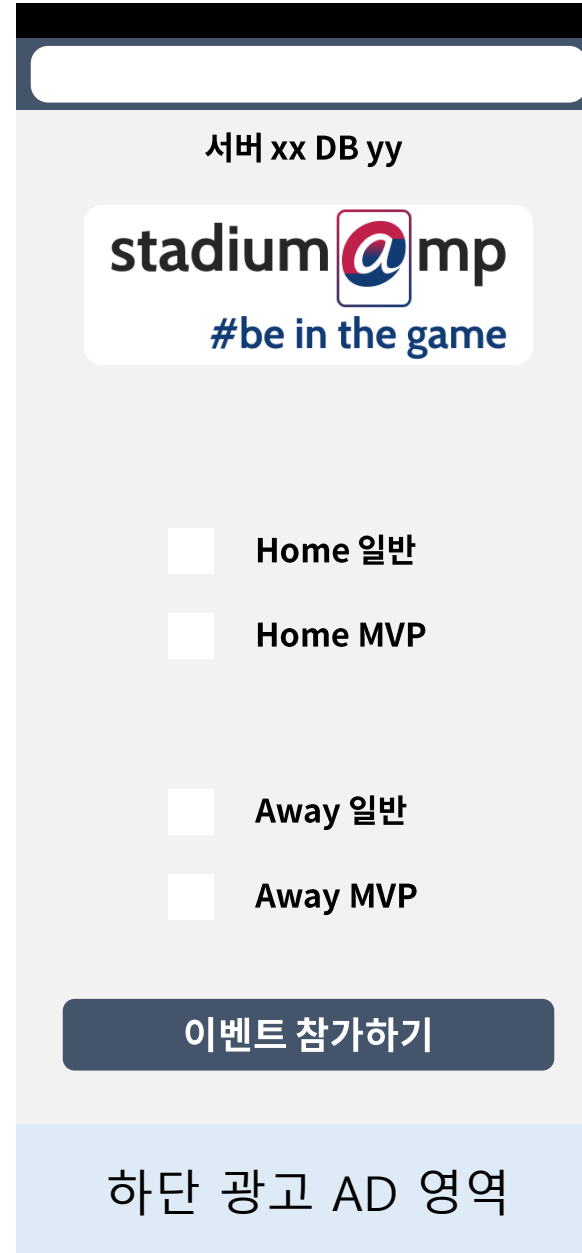 서버 xx DB yy
stadium@mp
#be in the game
Home 일반
Home MVP
Away 일반
Away MVP
이벤트 참가하기
하단 광고 AD 영역